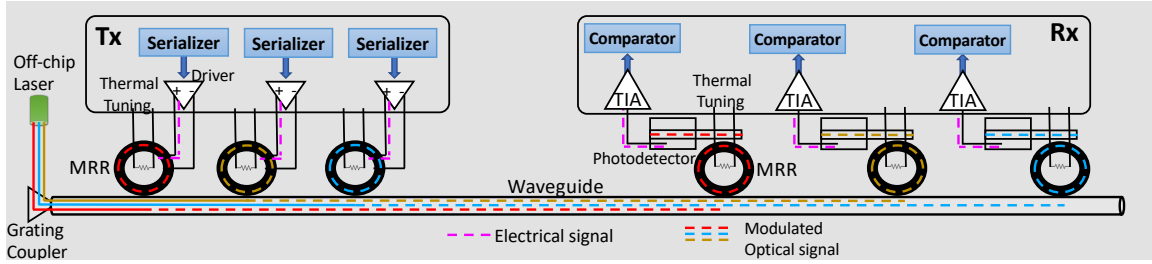 Tx
Serializer
Serializer
Serializer
Comparator
Comparator
Comparator
Rx
Off-chip
Laser
Thermal
Tuning
Driver
+ -
+ -
+ -
TIA
TIA
TIA
Thermal
Tuning
MRR
Photodetector
MRR
Waveguide
Grating
Coupler
Electrical signal
Modulated
Optical signal